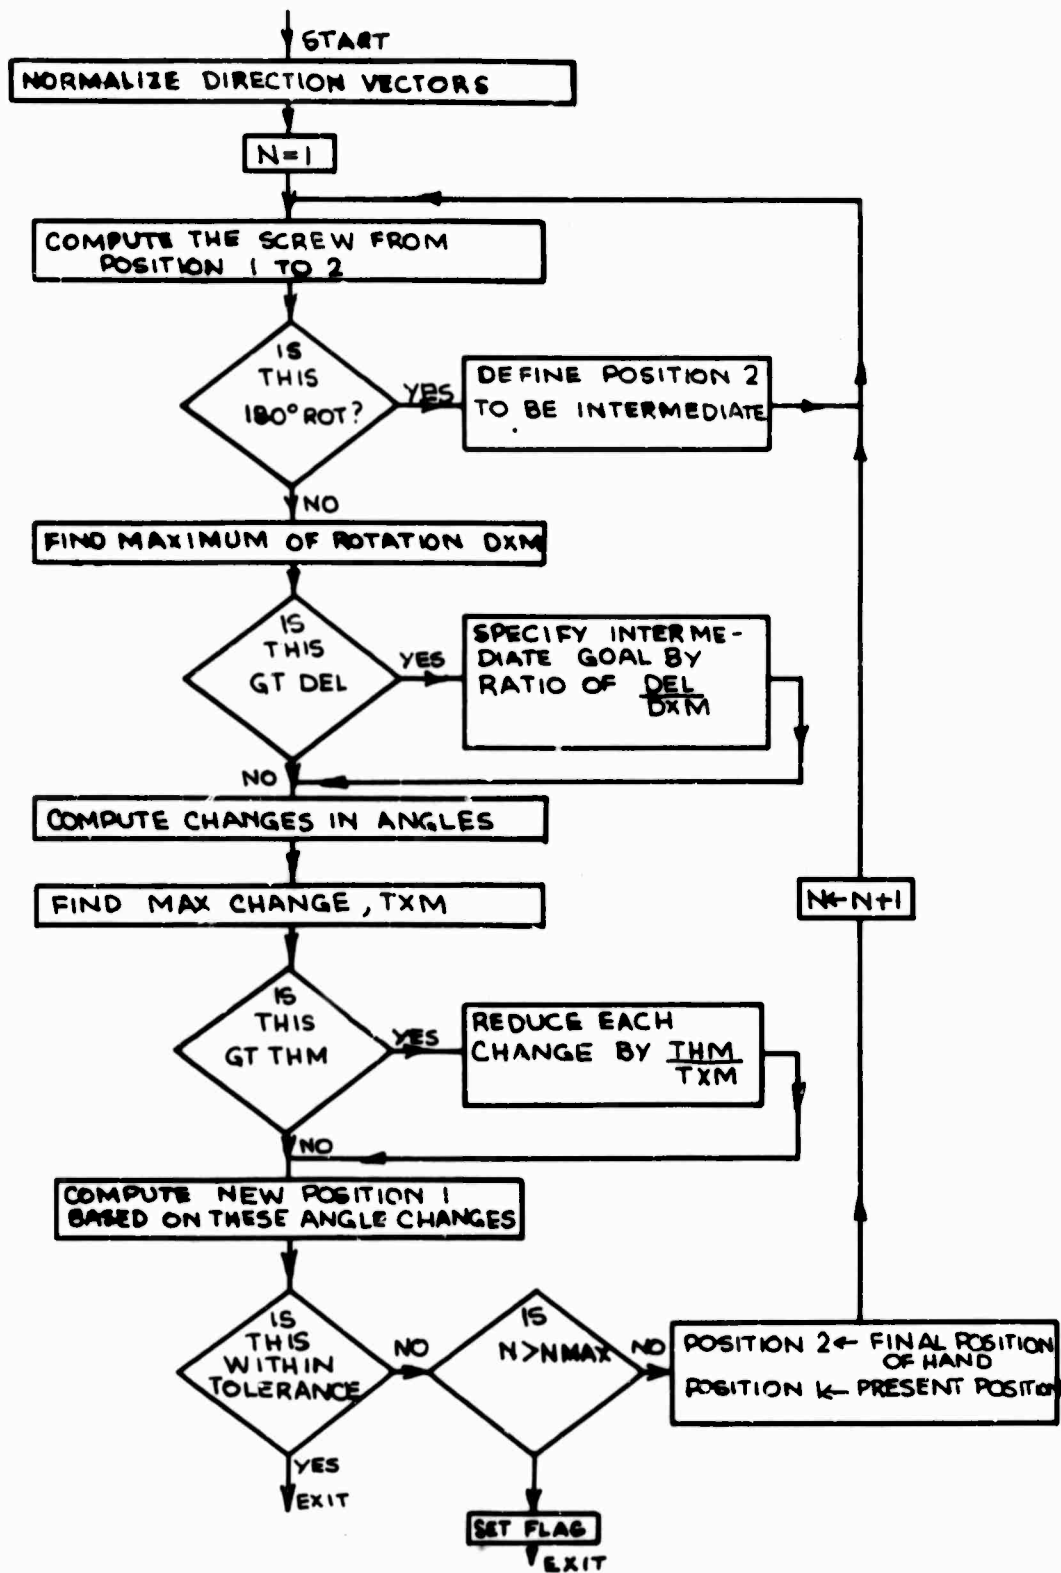 START
NORMALIZE DIRECTION VECTORS
N=1
COMPUTE THE SCREW FROM
POSITION 1 TO 2
IS
THIS
180° ROT?
YES
DEFINE POSITION 2
TO BE INTERMEDIATE
NO
FIND MAXIMUM OF ROTATION DXM
IS
THIS
GT DEL
YES
SPECIFY INTERME-
DIATE GOAL BY
RATIO OF DEL
DXM
NO
COMPUTE CHANGES IN ANGLES
FIND MAX CHANGE, TXM
N←N+1
IS
THIS
GT THM
YES
REDUCE EACH
CHANGE BY THM
TXM
NO
COMPUTE NEW POSITION 1
BASED ON THESE ANGLE CHANGES
IS
THIS
WITHIN
TOLERANCE
NO
IS
N>NMAX
NO
POSITION 2← FINAL POSITION
OF HAND
POSITION 1← PRESENT POSITION
YES
EXIT
SET FLAG
EXIT